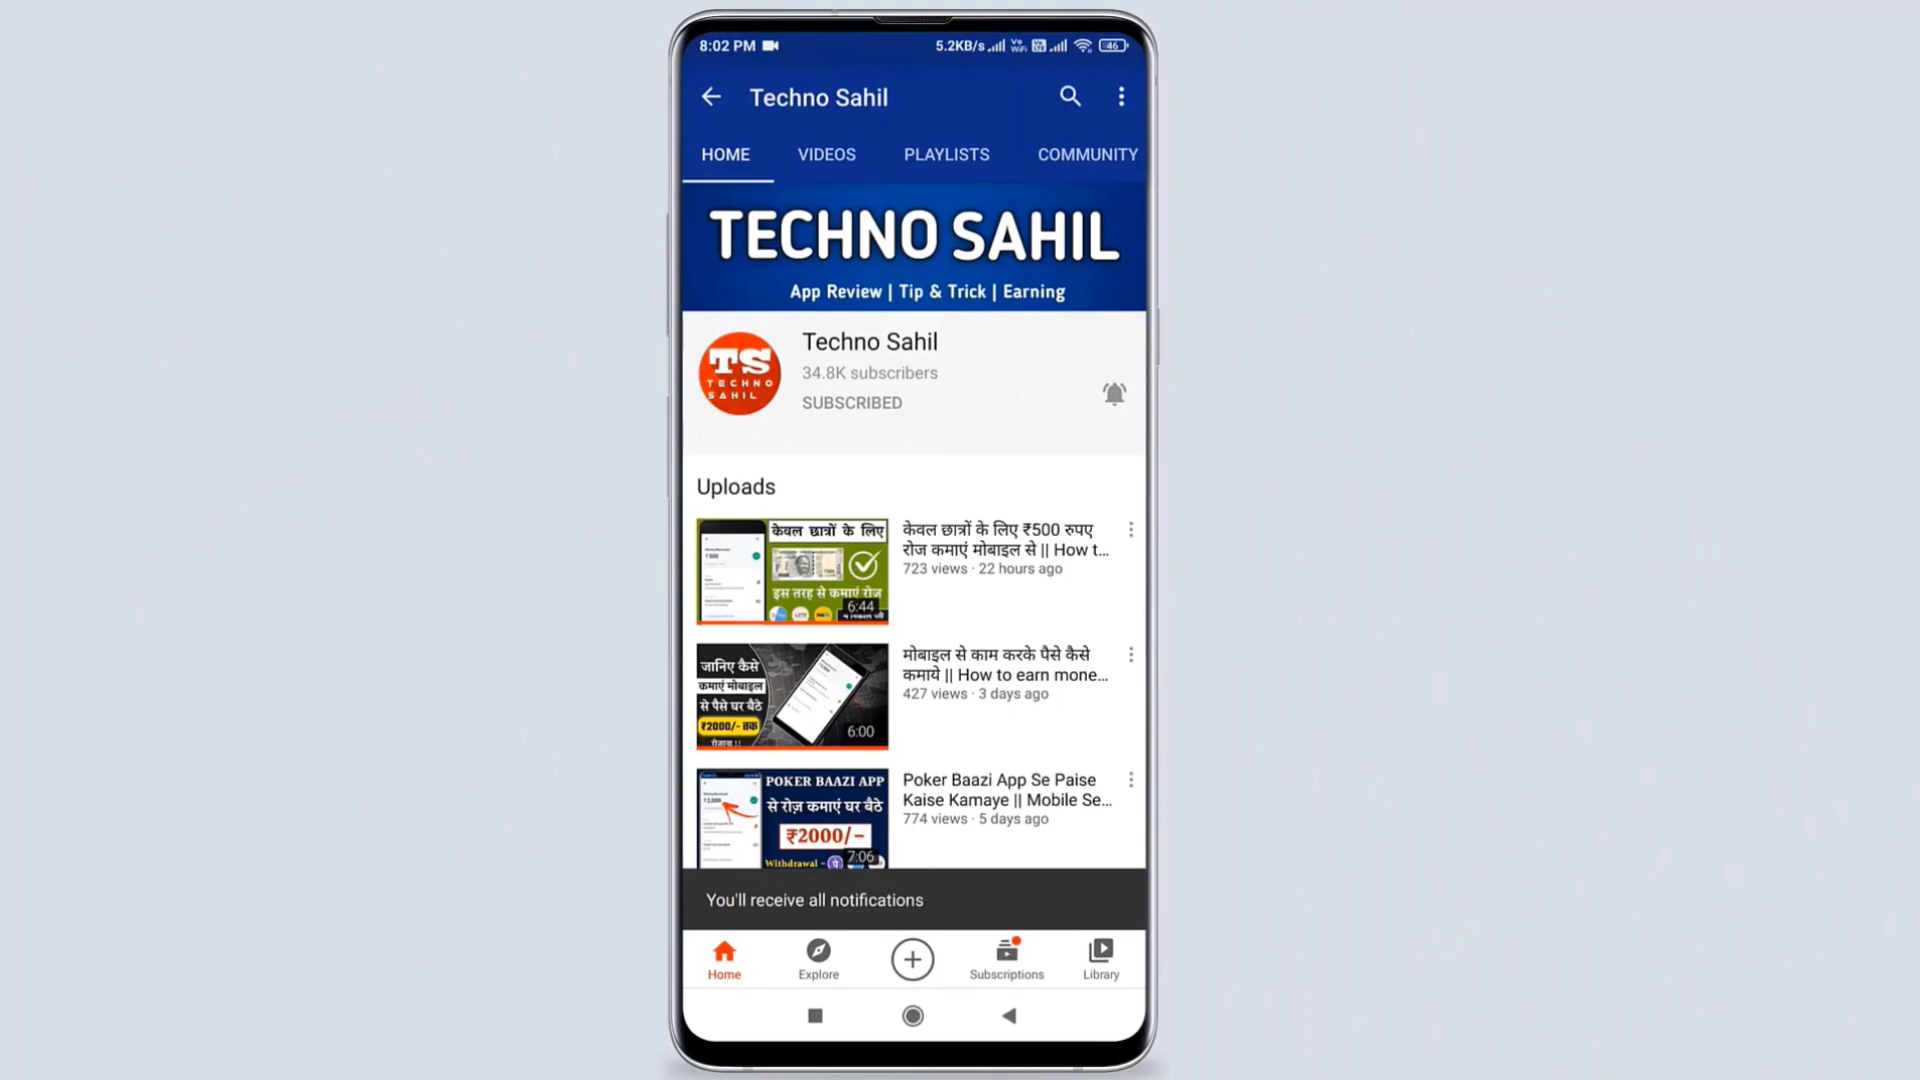 8:02 PM
5.2KB/s
46
Techno Sahil
HOME VIDEOS PLAYLISTS COMMUNITY
TECHNO SAHIL
App Review | Tip & Trick | Earning
TS
TECHNO
SAHIL
Techno Sahil
34.8K subscribers
SUBSCRIBED
Uploads
केवल छात्रों के लिए
इस तरह से कमाएं रोज
6:44
केवल छात्रों के लिए ₹500 रुपए
रोज कमाएं मोबाइल से || How t...
723 views · 22 hours ago
जानिए कैसे
कमाएं मोबाइल
से पैसे घर बैठे
₹2000/- तक
रोजाना !!
6:00
मोबाइल से काम करके पैसे कैसे
कमाये || How to earn mone...
427 views · 3 days ago
POKER BAAZI APP
से रोज़ कमाएं घर बैठे
₹2000/-
Withdrawal -
7:06
Poker Baazi App Se Paise
Kaise Kamaye || Mobile Se...
774 views · 5 days ago
You'll receive all notifications
Home Explore Subscriptions Library